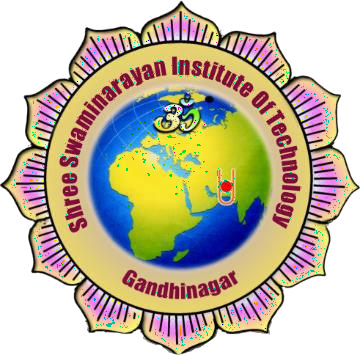 Shree Swaminarayan Institute Of Technology
ॐ
Gandhinagar